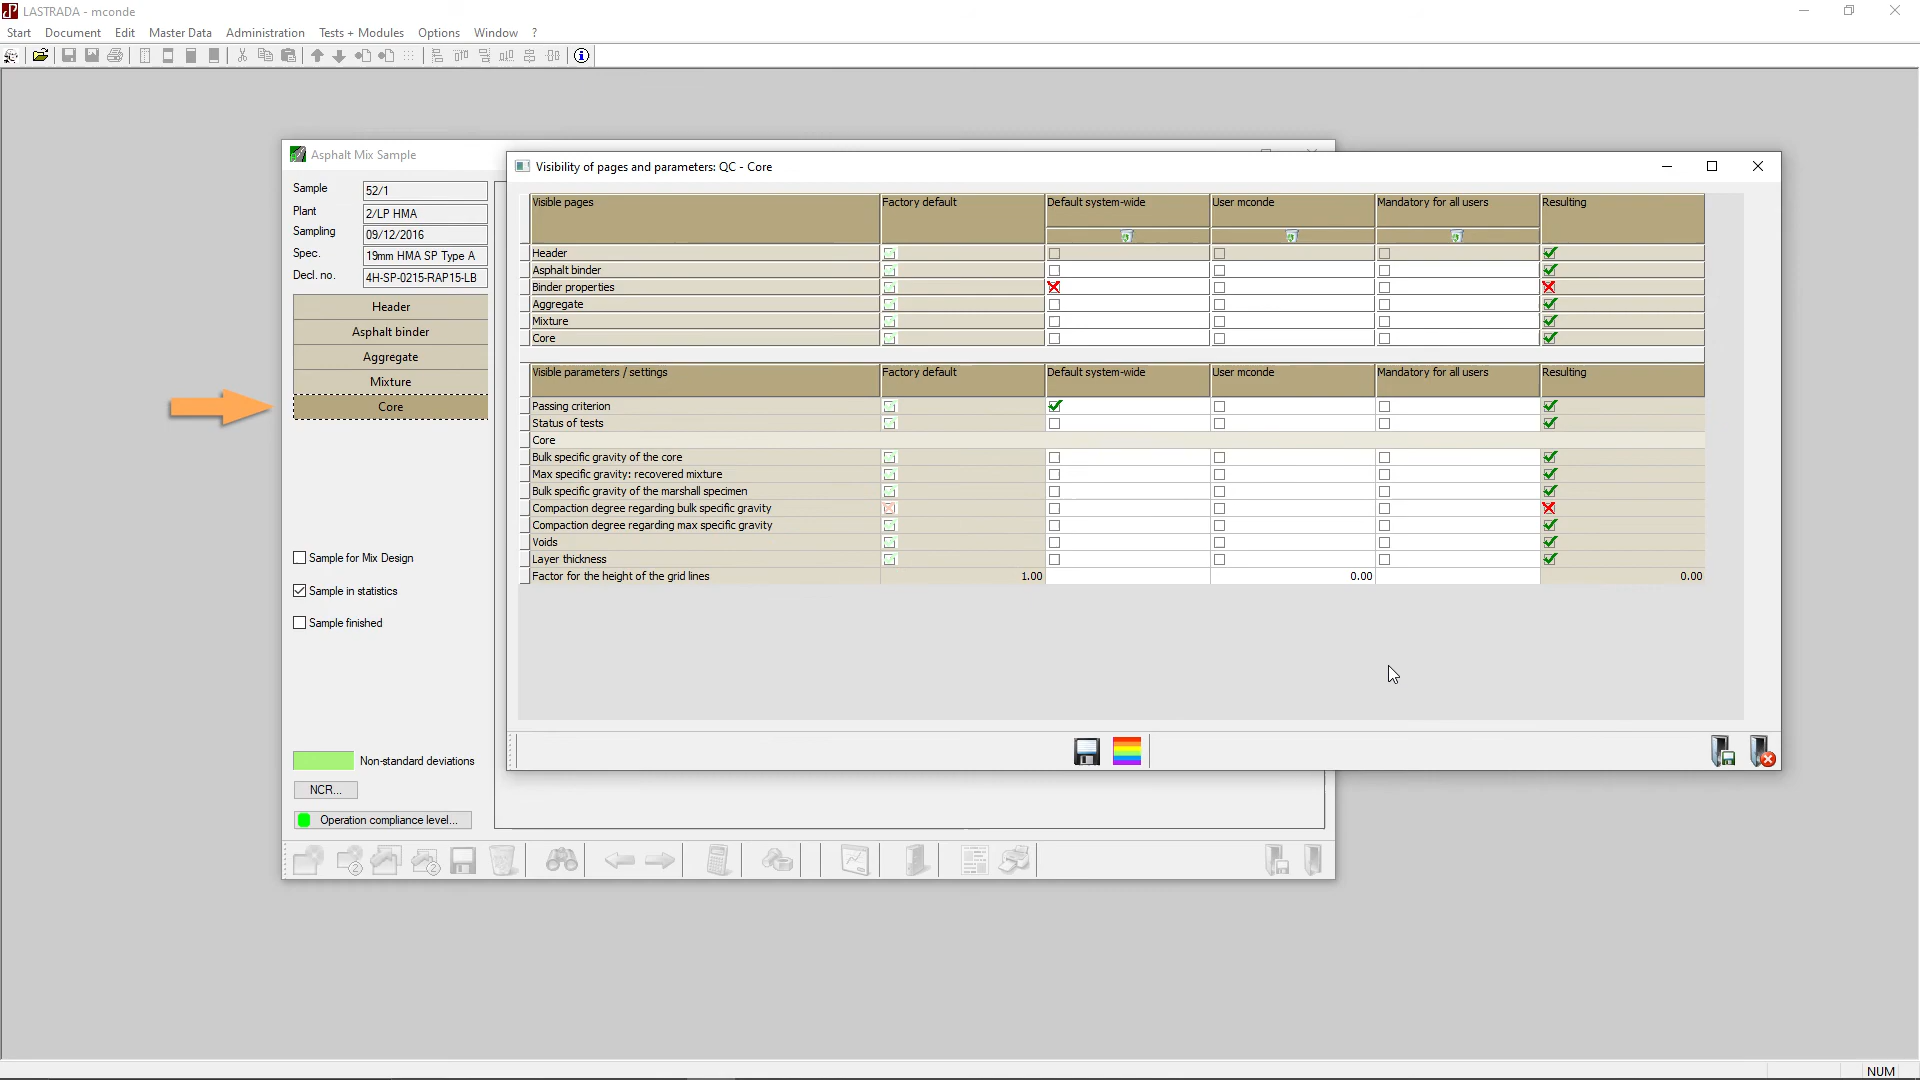 LASTRADA - mconde
Start Document Edit Master Data Administration Tests + Modules Options Window ?
Asphalt Mix Sample
Sample 52/1
Plant 2/LP HMA
Sampling 09/12/2016
Spec. 19mm HMA SP Type A
Decl. no. 4H-SP-0215-RAP15-LB
Header
Asphalt binder
Aggregate
Mixture
Core
Sample for Mix Design
Sample in statistics
Sample finished
Non-standard deviations
NCR...
Operation compliance level...
Visibility of pages and parameters: QC - Core
Visible pages Factory default Default system-wide User mconde Mandatory for all users Resulting
Header
Asphalt binder
Binder properties
Aggregate
Mixture
Core
Visible parameters / settings Factory default Default system-wide User mconde Mandatory for all users Resulting
Passing criterion
Status of tests
Core
Bulk specific gravity of the core
Max specific gravity: recovered mixture
Bulk specific gravity of the marshall specimen
Compaction degree regarding bulk specific gravity
Compaction degree regarding max specific gravity
Voids
Layer thickness
Factor for the height of the grid lines 1.00 0.00 0.00
2 2
NUM